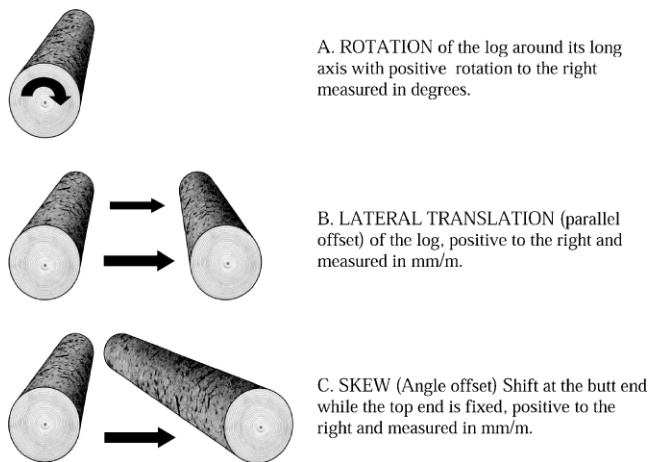 A. ROTATION of the log around its long
axis with positive rotation to the right
measured in degrees.
B. LATERAL TRANSLATION (parallel
offset) of the log, positive to the right and
measured in mm/m.
C. SKEW (Angle offset) Shift at the butt end
while the top end is fixed, positive to the
right and measured in mm/m.